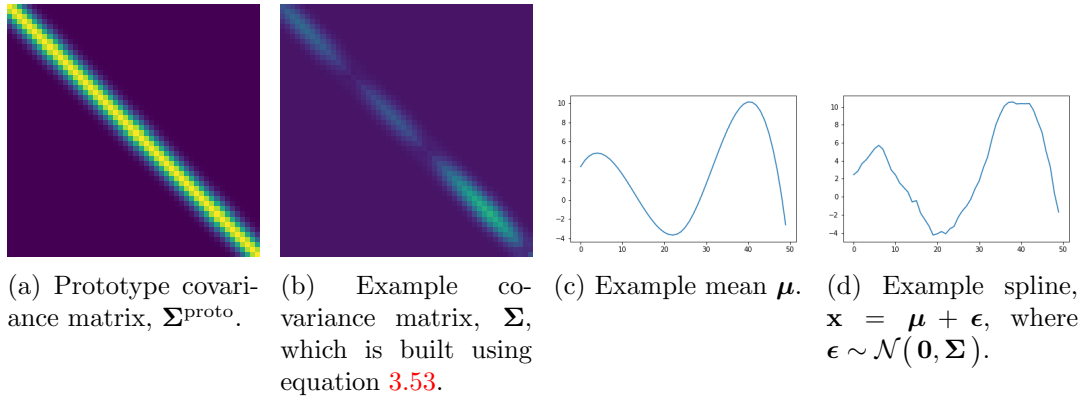 10
8
6
4
2
0
−2
−4
0 10 20 30 40 50
10
8
6
4
2
0
−2
−4
0 10 20 30 40 50
(a) Prototype covari-
ance matrix, Σ^proto.
(b) Example co-
variance matrix, Σ,
which is built using
equation 3.53.
(c) Example mean μ.
(d) Example spline,
x = μ + ϵ, where
ϵ ∼ N(0, Σ).